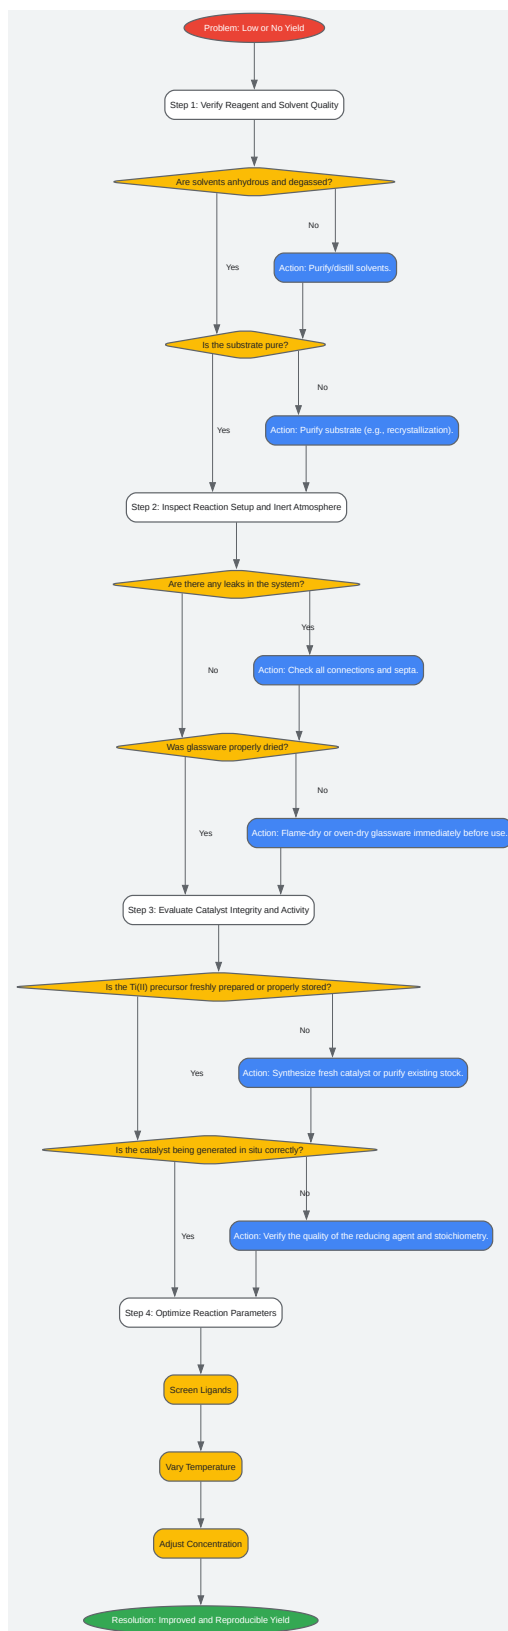 Problem: Low or No Yield
Step 1: Verify Reagent and Solvent Quality
Are solvents anhydrous and degassed?
No
Yes
Action: Purify/distill solvents.
Is the substrate pure?
No
Yes
Action: Purify substrate (e.g., recrystallization).
Step 2: Inspect Reaction Setup and Inert Atmosphere
Are there any leaks in the system?
Yes
No
Action: Check all connections and septa.
Was glassware properly dried?
No
Yes
Action: Flame-dry or oven-dry glassware immediately before use.
Step 3: Evaluate Catalyst Integrity and Activity
Is the Ti(II) precursor freshly prepared or properly stored?
No
Yes
Action: Synthesize fresh catalyst or purify existing stock.
Is the catalyst being generated in situ correctly?
No
Yes
Action: Verify the quality of the reducing agent and stoichiometry.
Step 4: Optimize Reaction Parameters
Screen Ligands
Vary Temperature
Adjust Concentration
Resolution: Improved and Reproducible Yield